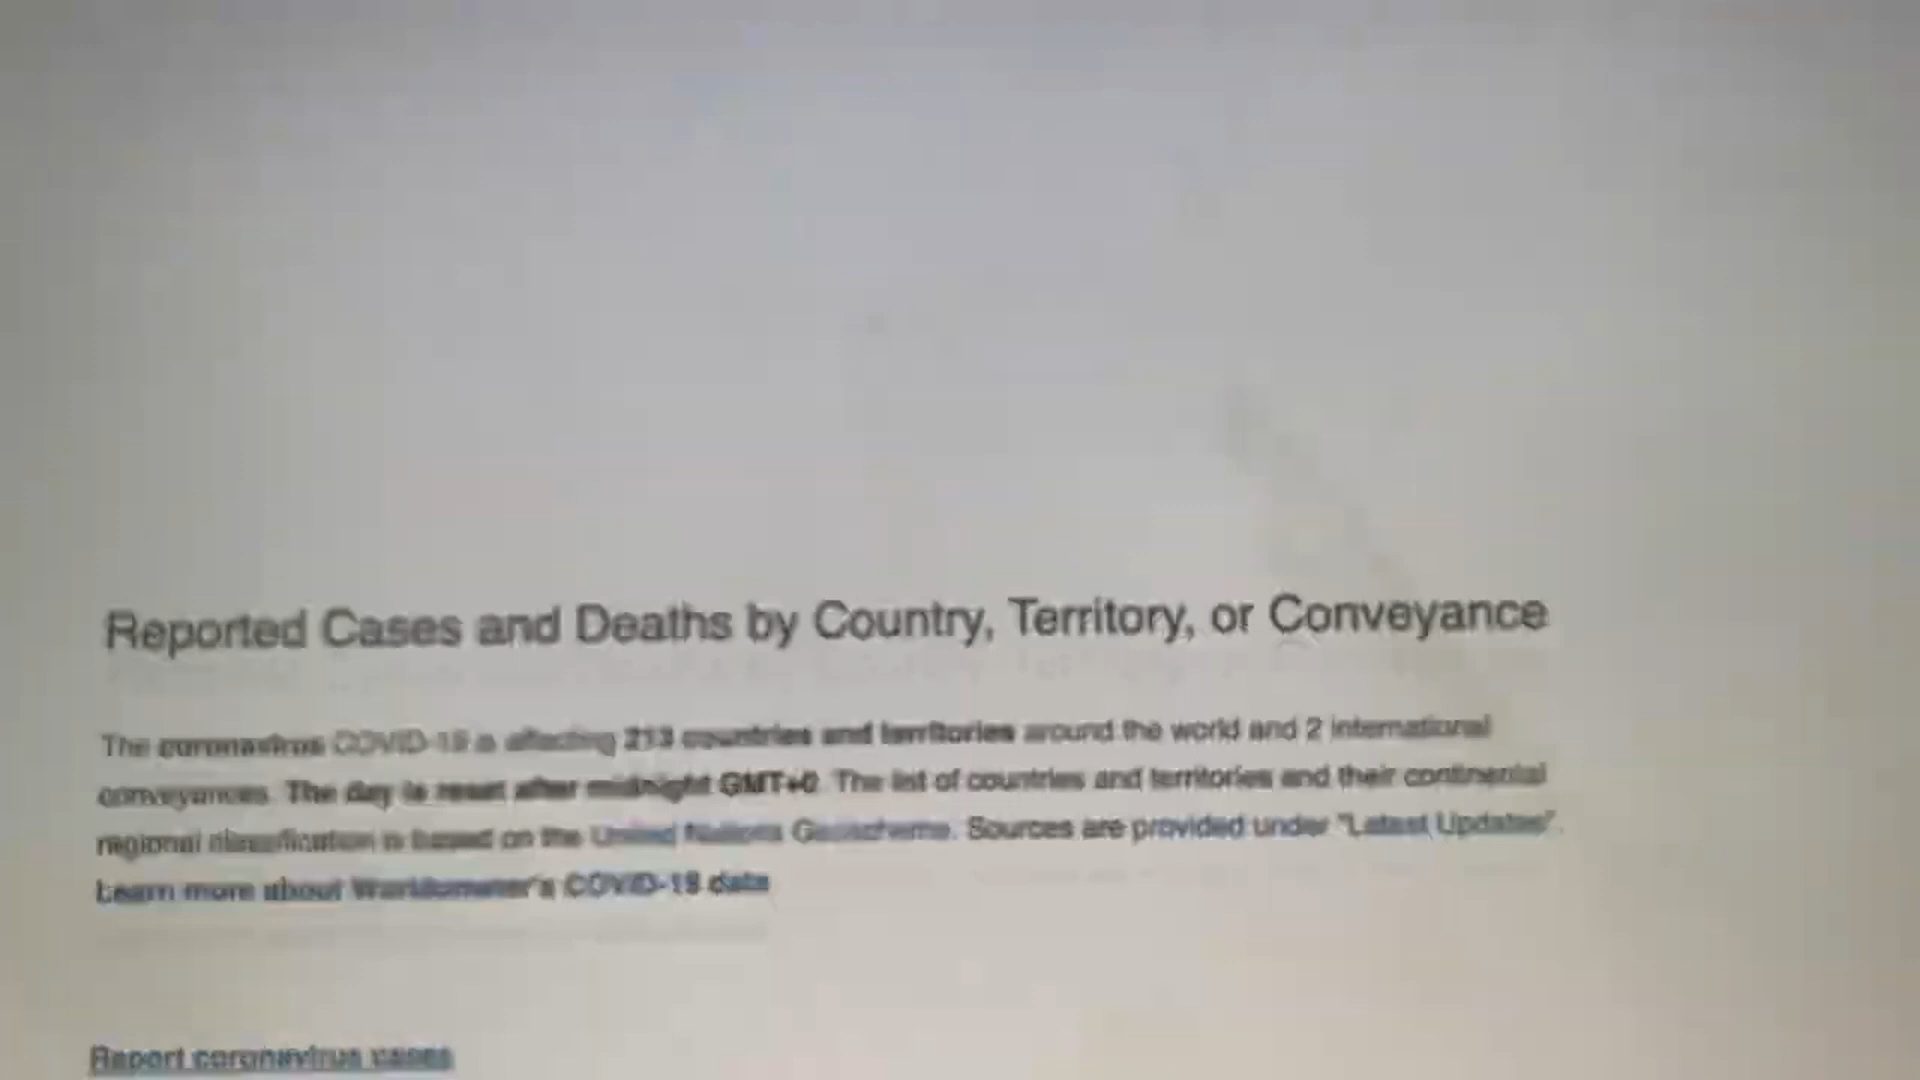 Reported Cases and Deaths by Country, Territory, or Conveyance
The coronavirus COVID-19 is affecting 213 countries and territories around the world and 2 international
conveyances. The day is reset after midnight GMT+0. The list of countries and territories and their continental
regional classification is based on the United Nations Geoscheme. Sources are provided under "Latest Updates".
Learn more about Worldometer's COVID-19 data
Report coronavirus cases